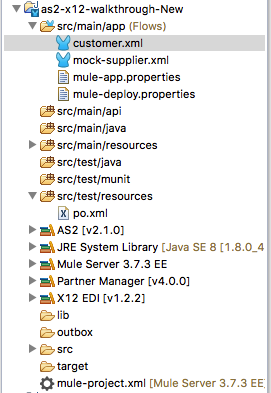 as2-x12-walkthrough-New
src/main/app (Flows)
customer.xml
mock-supplier.xml
mule-app.properties
mule-deploy.properties
src/main/api
src/main/java
src/main/resources
src/test/java
src/test/munit
src/test/resources
po.xml
AS2 [v2.1.0]
JRE System Library [Java SE 8 [1.8.0_4
Mule Server 3.7.3 EE
Partner Manager [v4.0.0]
X12 EDI [v1.2.2]
lib
outbox
src
target
mule-project.xml [Mule Server 3.7.3 EE]